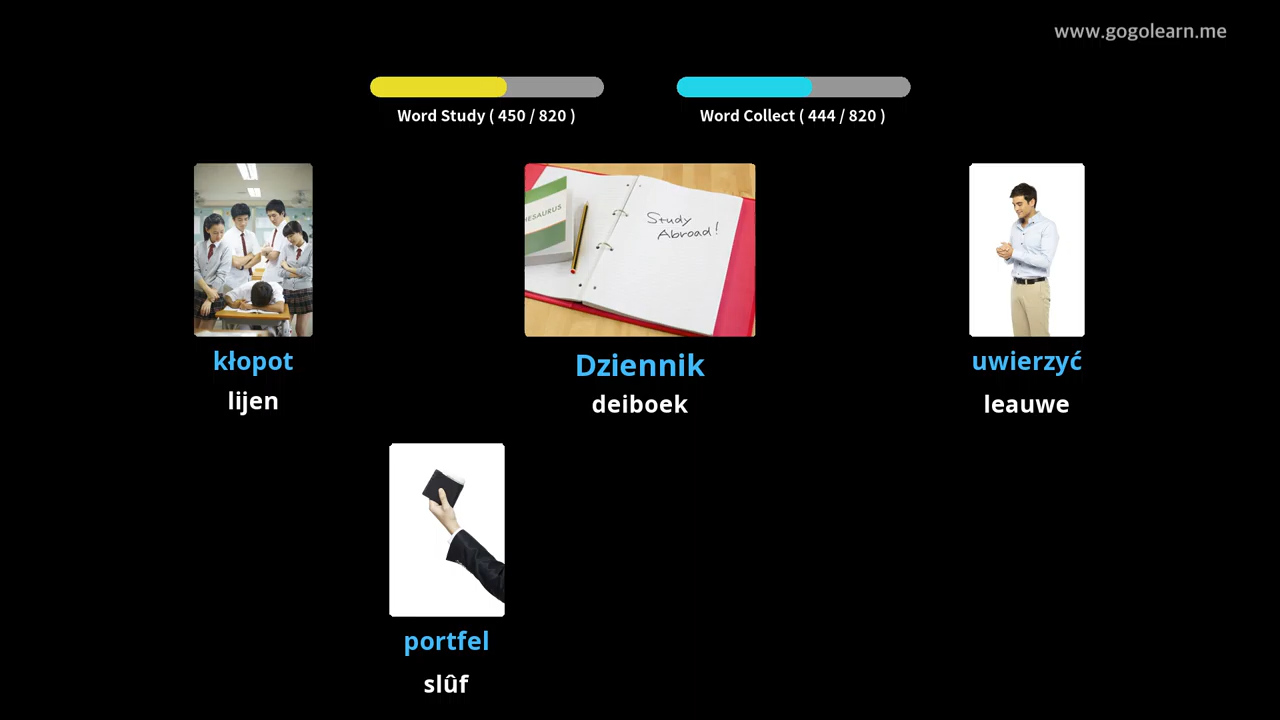 www.gogolearn.me
Word Study ( 450 / 820 )
Word Collect ( 444 / 820 )
HESAURUS
Study
Abroad!
kłopot
lijen
Dziennik
deiboek
uwierzyć
leauwe
portfel
slûf